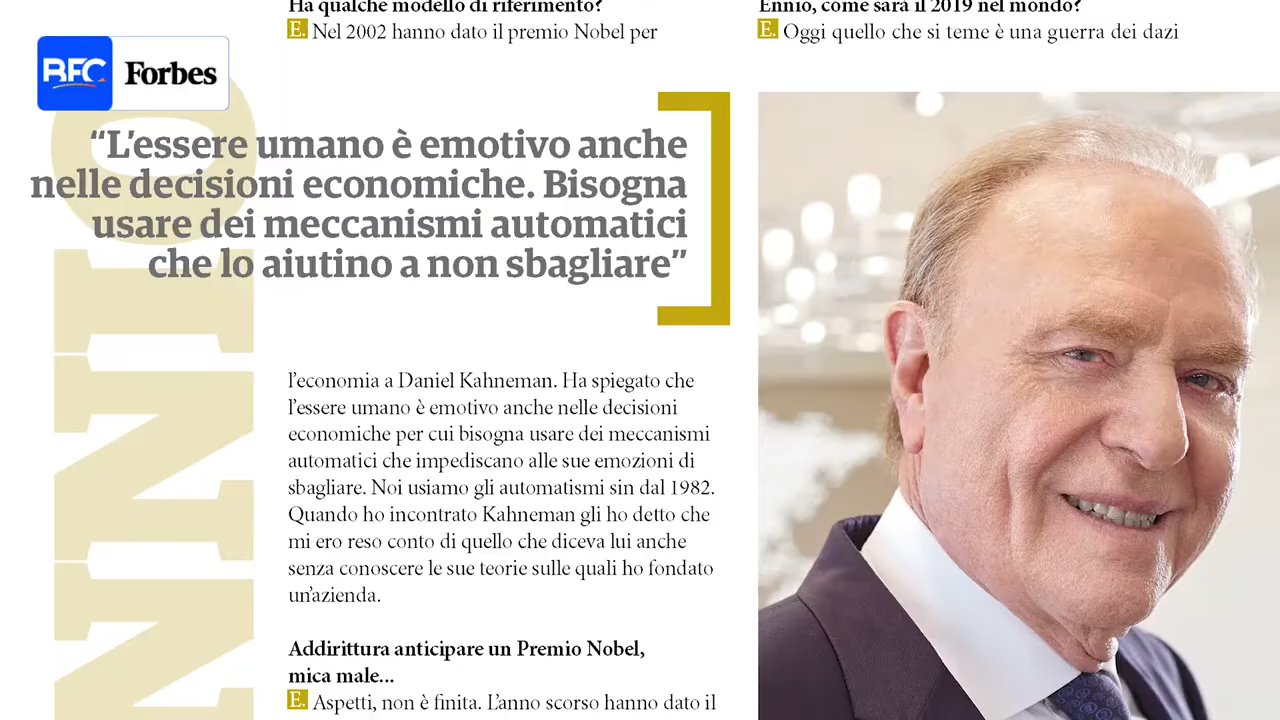 Ha qualche modello di riferimento?
E. Nel 2002 hanno dato il premio Nobel per
Ennio, come sarà il 2019 nel mondo?
E. Oggi quello che si teme è una guerra dei dazi
BFC Forbes
“L’essere umano è emotivo anche
nelle decisioni economiche. Bisogna
usare dei meccanismi automatici
che lo aiutino a non sbagliare”
NNIO
l’economia a Daniel Kahneman. Ha spiegato che
l’essere umano è emotivo anche nelle decisioni
economiche per cui bisogna usare dei meccanismi
automatici che impediscano alle sue emozioni di
sbagliare. Noi usiamo gli automatismi sin dal 1982.
Quando ho incontrato Kahneman gli ho detto che
mi ero reso conto di quello che diceva lui anche
senza conoscere le sue teorie sulle quali ho fondato
un’azienda.
Addirittura anticipare un Premio Nobel,
mica male...
E. Aspetti, non è finita. L’anno scorso hanno dato il